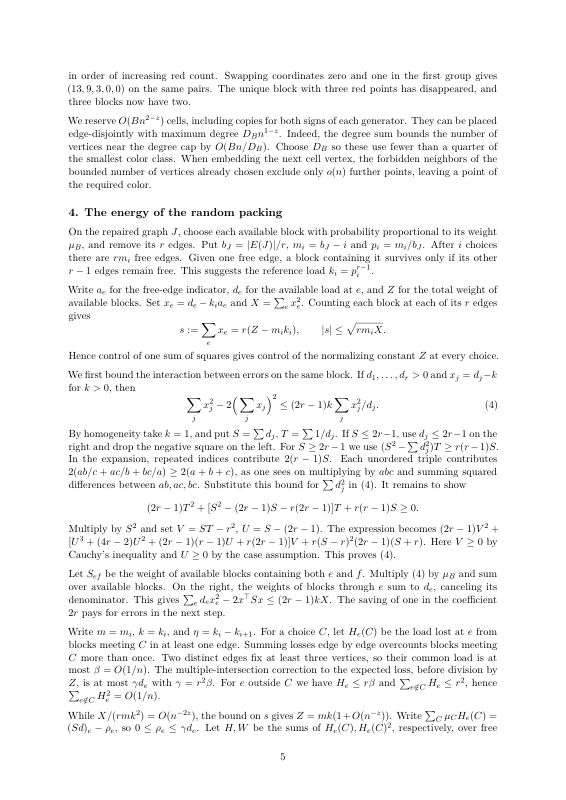 in order of increasing red count. Swapping coordinates zero and one in the first group gives
(13, 9, 3, 0, 0) on the same pairs. The unique block with three red points has disappeared, and
three blocks now have two.
We reserve O(Bn^{2−z}) cells, including copies for both signs of each generator. They can be placed
edge-disjointly with maximum degree D_B n^{1−z}. Indeed, the degree sum bounds the number of
vertices near the degree cap by O(Bn/D_B). Choose D_B so these use fewer than a quarter of
the smallest color class. When embedding the next cell vertex, the forbidden neighbors of the
bounded number of vertices already chosen exclude only o(n) further points, leaving a point of
the required color.
4. The energy of the random packing
On the repaired graph J, choose each available block with probability proportional to its weight
μ_B, and remove its r edges. Put b_J = |E(J)|/r, m_i = b_J − i and p_i = m_i/b_J. After i choices
there are rm_i free edges. Given one free edge, a block containing it survives only if its other
r − 1 edges remain free. This suggests the reference load k_i = p_i^{r−1}.
Write a_e for the free-edge indicator, d_e for the available load at e, and Z for the total weight of
available blocks. Set x_e = d_e − k_i a_e and X = ∑_e x_e^2. Counting each block at each of its r edges
gives
s := ∑_e x_e = r(Z − m_i k_i), |s| ≤ √(rm_i X).
Hence control of one sum of squares gives control of the normalizing constant Z at every choice.
We first bound the interaction between errors on the same block. If d_1, . . . , d_r > 0 and x_j = d_j−k
for k > 0, then
∑_j x_j^2 − 2(∑_j x_j)^2 ≤ (2r − 1)k ∑_j x_j^2/d_j. (4)
By homogeneity take k = 1, and put S = ∑ d_j, T = ∑ 1/d_j. If S ≤ 2r−1, use d_j ≤ 2r−1 on the
right and drop the negative square on the left. For S ≥ 2r−1 we use (S^2−∑ d_j^2)T ≥ r(r−1)S.
In the expansion, repeated indices contribute 2(r − 1)S. Each unordered triple contributes
2(ab/c + ac/b + bc/a) ≥ 2(a + b + c), as one sees on multiplying by abc and summing squared
differences between ab, ac, bc. Substitute this bound for ∑ d_j^2 in (4). It remains to show
(2r − 1)T^2 + [S^2 − (2r − 1)S − r(2r − 1)]T + r(r − 1)S ≥ 0.
Multiply by S^2 and set V = ST − r^2, U = S − (2r − 1). The expression becomes (2r − 1)V^2 +
[U^3 + (4r − 2)U^2 + (2r − 1)(r − 1)U + r(2r − 1)]V + r(S − r)^2(2r − 1)(S + r). Here V ≥ 0 by
Cauchy’s inequality and U ≥ 0 by the case assumption. This proves (4).
Let S_{ef} be the weight of available blocks containing both e and f. Multiply (4) by μ_B and sum
over available blocks. On the right, the weights of blocks through e sum to d_e, canceling its
denominator. This gives ∑_e d_e x_e^2 − 2x^⊤Sx ≤ (2r − 1)kX. The saving of one in the coefficient
2r pays for errors in the next step.
Write m = m_i, k = k_i, and η = k_i − k_{i+1}. For a choice C, let H_e(C) be the load lost at e from
blocks meeting C in at least one edge. Summing losses edge by edge overcounts blocks meeting
C more than once. Two distinct edges fix at least three vertices, so their common load is at
most β = O(1/n). The multiple-intersection correction to the expected loss, before division by
Z, is at most γd_e with γ = r^2β. For e outside C we have H_e ≤ rβ and ∑_{e∉C} H_e ≤ r^2, hence
∑_{e∉C} H_e^2 = O(1/n).
While X/(rmk^2) = O(n^{−2z}), the bound on s gives Z = mk(1+O(n^{−z})). Write ∑_C μ_C H_e(C) =
(Sd)_e − ρ_e, so 0 ≤ ρ_e ≤ γd_e. Let H, W be the sums of H_e(C), H_e(C)^2, respectively, over free
5